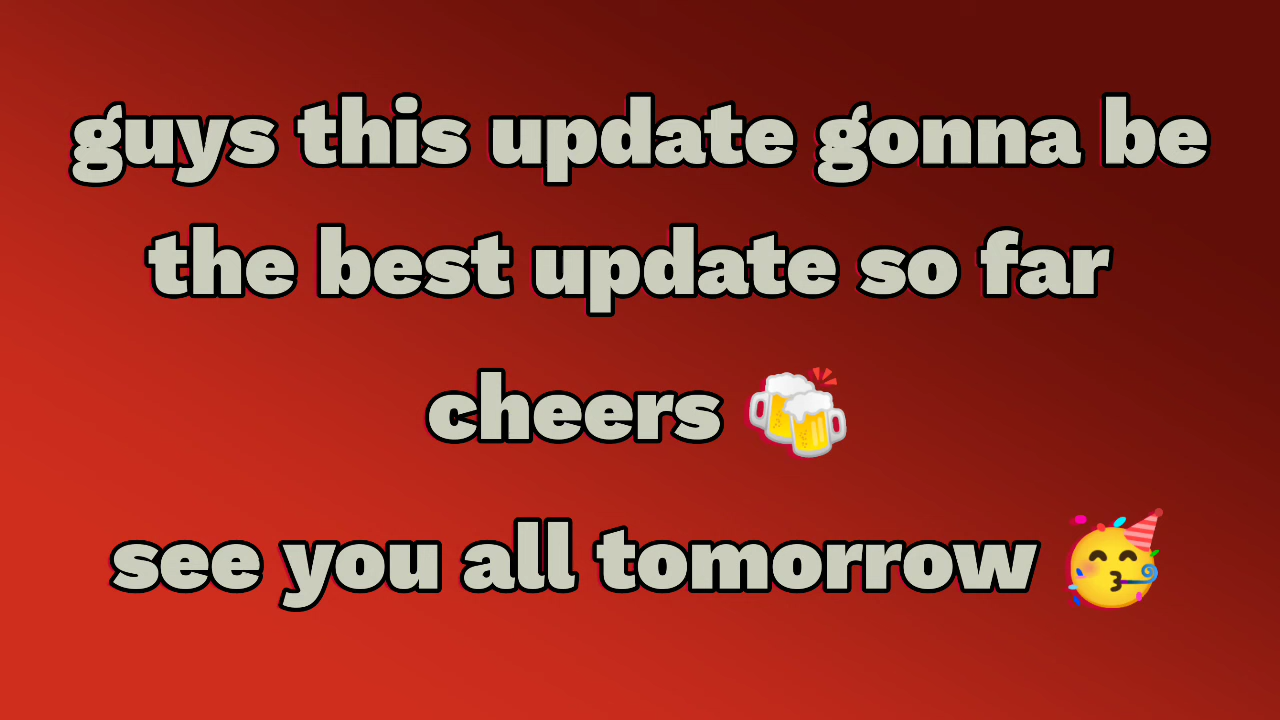 guys this update gonna be
the best update so far
cheers 🍻
see you all tomorrow 🥳